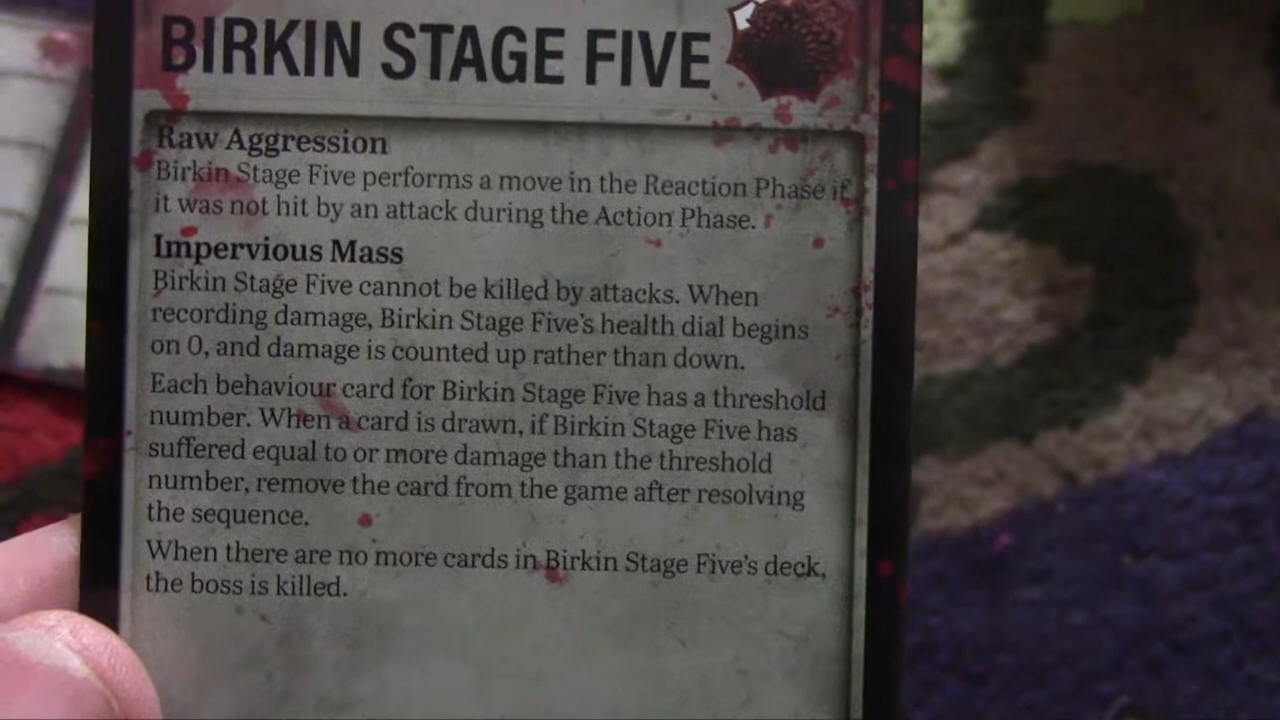 BIRKIN STAGE FIVE
Raw Aggression
Birkin Stage Five performs a move in the Reaction Phase if
it was not hit by an attack during the Action Phase.
Impervious Mass
Birkin Stage Five cannot be killed by attacks. When
recording damage, Birkin Stage Five's health dial begins
on 0, and damage is counted up rather than down.
Each behaviour card for Birkin Stage Five has a threshold
number. When a card is drawn, if Birkin Stage Five has
suffered equal to or more damage than the threshold
number, remove the card from the game after resolving
the sequence.
When there are no more cards in Birkin Stage Five's deck,
the boss is killed.